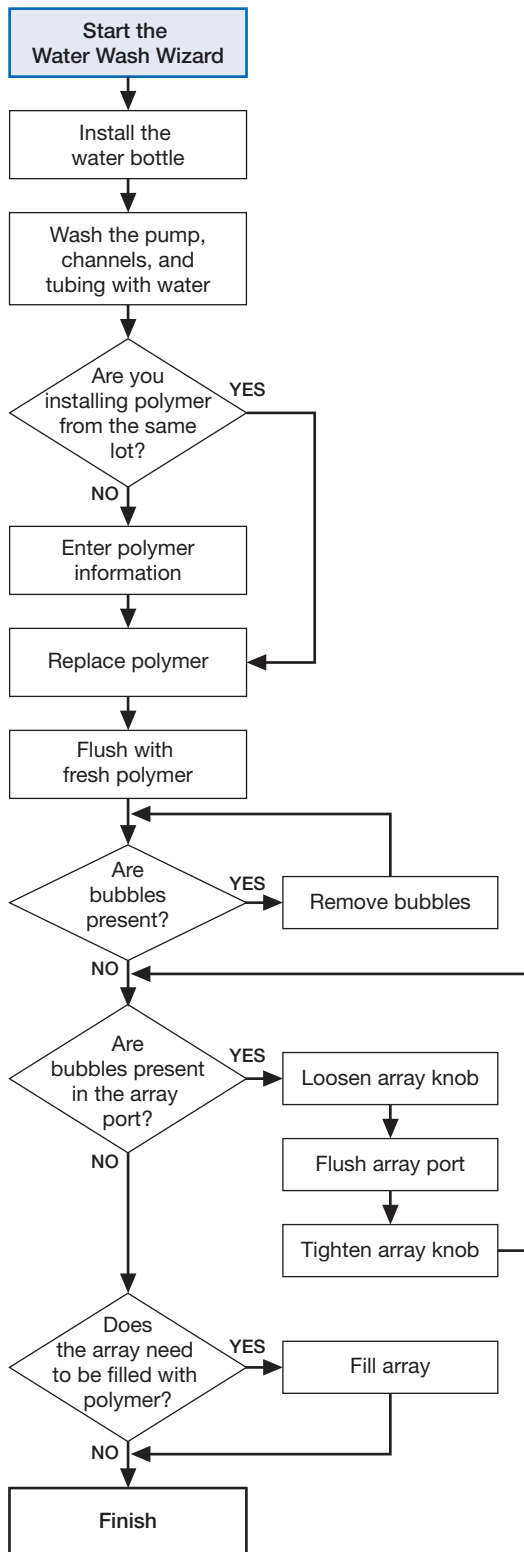 Start the
Water Wash Wizard
Install the
water bottle
Wash the pump,
channels, and
tubing with water
Are you
installing polymer
from the same
lot?
YES
NO
Enter polymer
information
Replace polymer
Flush with
fresh polymer
Are
bubbles
present?
YES
Remove bubbles
NO
Are
bubbles present
in the array
port?
YES
Loosen array knob
NO
Flush array port
Tighten array knob
Does
the array need
to be filled with
polymer?
YES
Fill array
NO
Finish